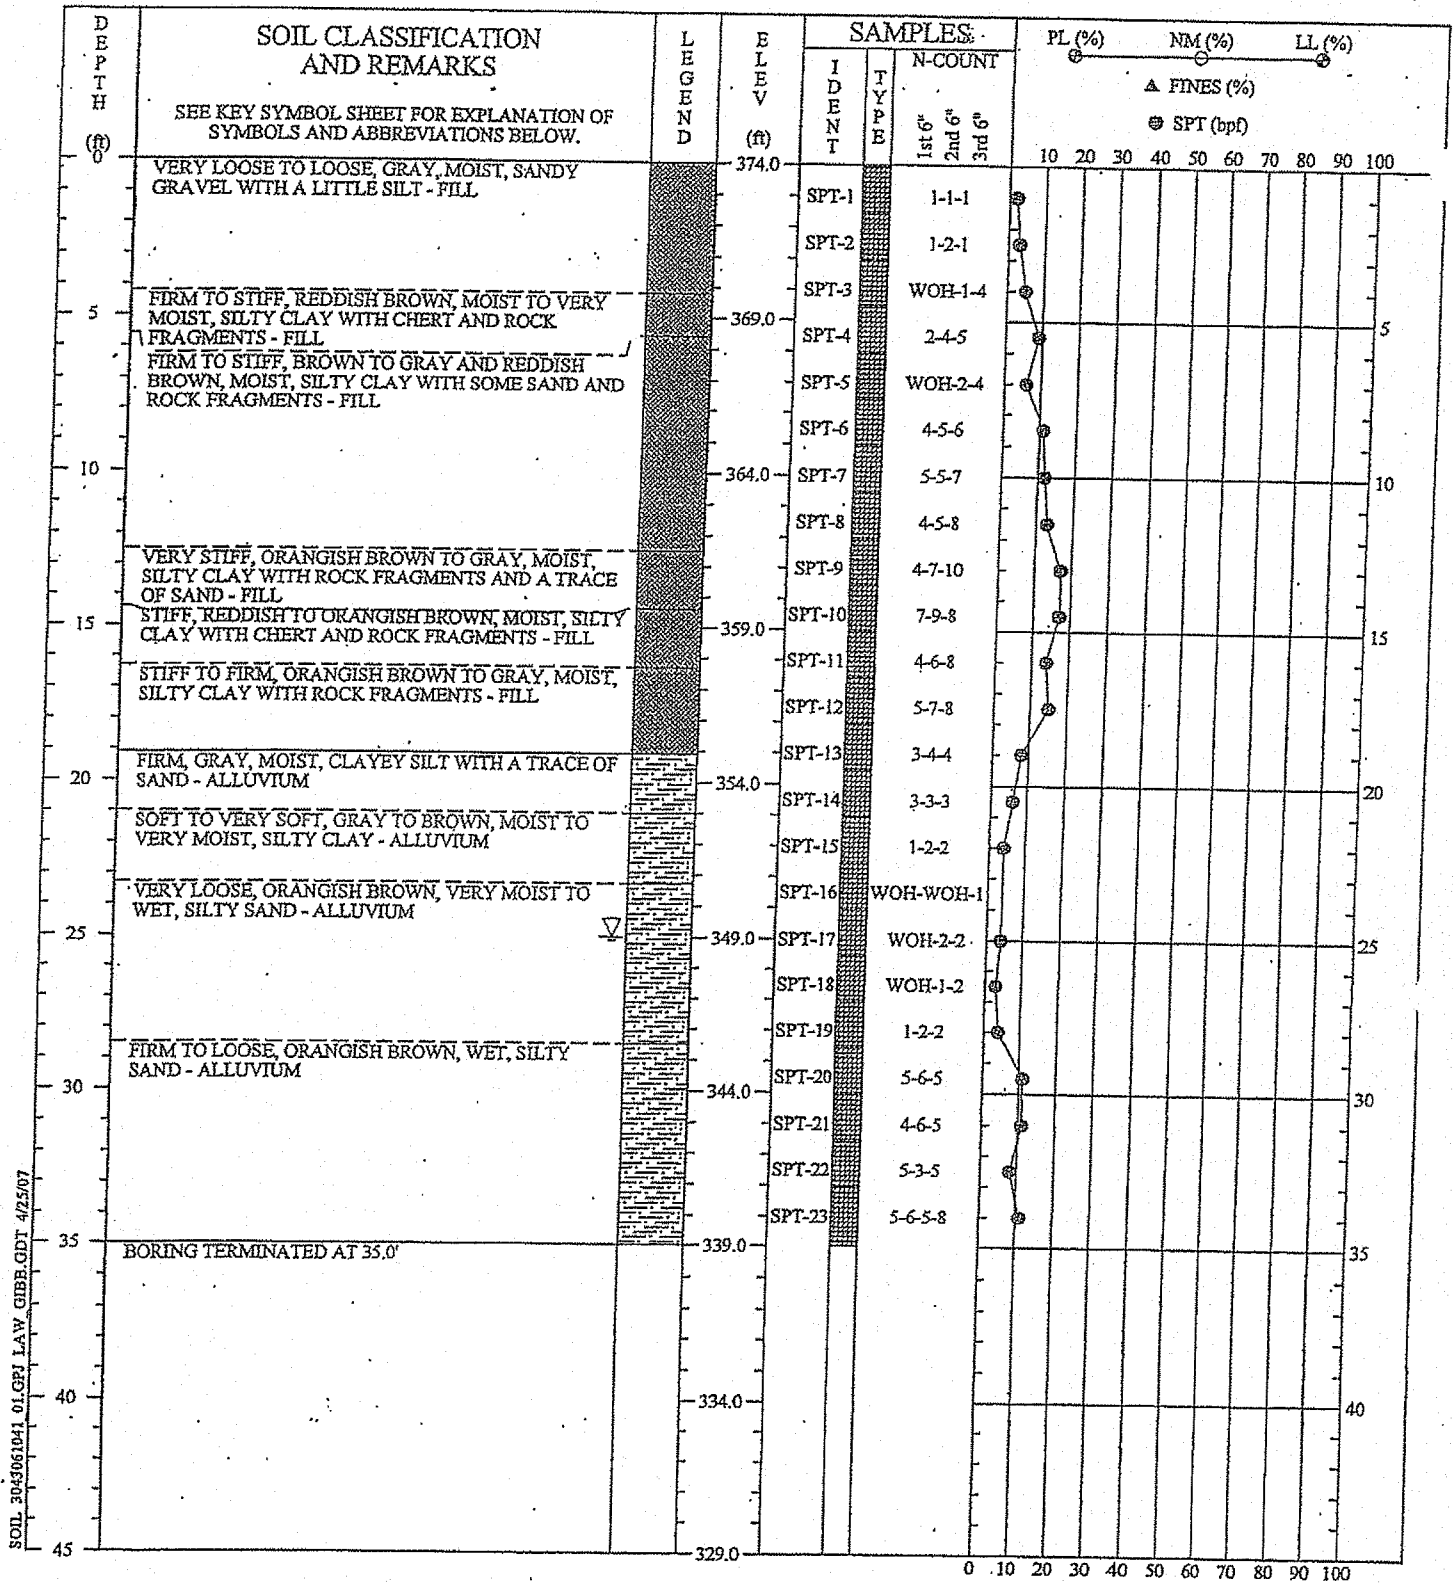 DEPTH (ft)
SOIL CLASSIFICATION
AND REMARKS
SEE KEY SYMBOL SHEET FOR EXPLANATION OF
SYMBOLS AND ABBREVIATIONS BELOW.
LEGEND
ELEV (ft)
SAMPLES
IDENT
TYPE
N-COUNT
1st 6"
2nd 6"
3rd 6"
PL (%) NM (%) LL (%)
▲ FINES (%)
● SPT (bpf)
10 20 30 40 50 60 70 80 90 100
0
VERY LOOSE TO LOOSE, GRAY, MOIST, SANDY
GRAVEL WITH A LITTLE SILT - FILL
374.0
SPT-1 1-1-1
SPT-2 1-2-1
SPT-3 WOH-1-4
FIRM TO STIFF, REDDISH BROWN, MOIST TO VERY
MOIST, SILTY CLAY WITH CHERT AND ROCK
FRAGMENTS - FILL
5 369.0 5
SPT-4 2-4-5
FIRM TO STIFF, BROWN TO GRAY AND REDDISH
BROWN, MOIST, SILTY CLAY WITH SOME SAND AND
ROCK FRAGMENTS - FILL
SPT-5 WOH-2-4
SPT-6 4-5-6
10 364.0 SPT-7 5-5-7 10
SPT-8 4-5-8
VERY STIFF, ORANGISH BROWN TO GRAY, MOIST,
SILTY CLAY WITH ROCK FRAGMENTS AND A TRACE
OF SAND - FILL
SPT-9 4-7-10
STIFF, REDDISH TO ORANGISH BROWN, MOIST, SILTY
CLAY WITH CHERT AND ROCK FRAGMENTS - FILL
SPT-10 7-9-8
15 359.0 15
SPT-11 4-6-8
STIFF TO FIRM, ORANGISH BROWN TO GRAY, MOIST,
SILTY CLAY WITH ROCK FRAGMENTS - FILL
SPT-12 5-7-8
SPT-13 3-4-4
FIRM, GRAY, MOIST, CLAYEY SILT WITH A TRACE OF
SAND - ALLUVIUM
20 354.0 20
SPT-14 3-3-3
SOFT TO VERY SOFT, GRAY TO BROWN, MOIST TO
VERY MOIST, SILTY CLAY - ALLUVIUM
SPT-15 1-2-2
VERY LOOSE, ORANGISH BROWN, VERY MOIST TO
WET, SILTY SAND - ALLUVIUM
SPT-16 WOH-WOH-1
25 349.0 SPT-17 WOH-2-2 25
SPT-18 WOH-1-2
SPT-19 1-2-2
FIRM TO LOOSE, ORANGISH BROWN, WET, SILTY
SAND - ALLUVIUM
SPT-20 5-6-5
30 344.0 30
SPT-21 4-6-5
SPT-22 5-3-5
SPT-23 5-6-5-8
35 BORING TERMINATED AT 35.0' 339.0 35
40 334.0 40
45 329.0
0 10 20 30 40 50 60 70 80 90 100
SOIL 3043061041_01.GPJ LAW_GIBB.GDT 4/25/07